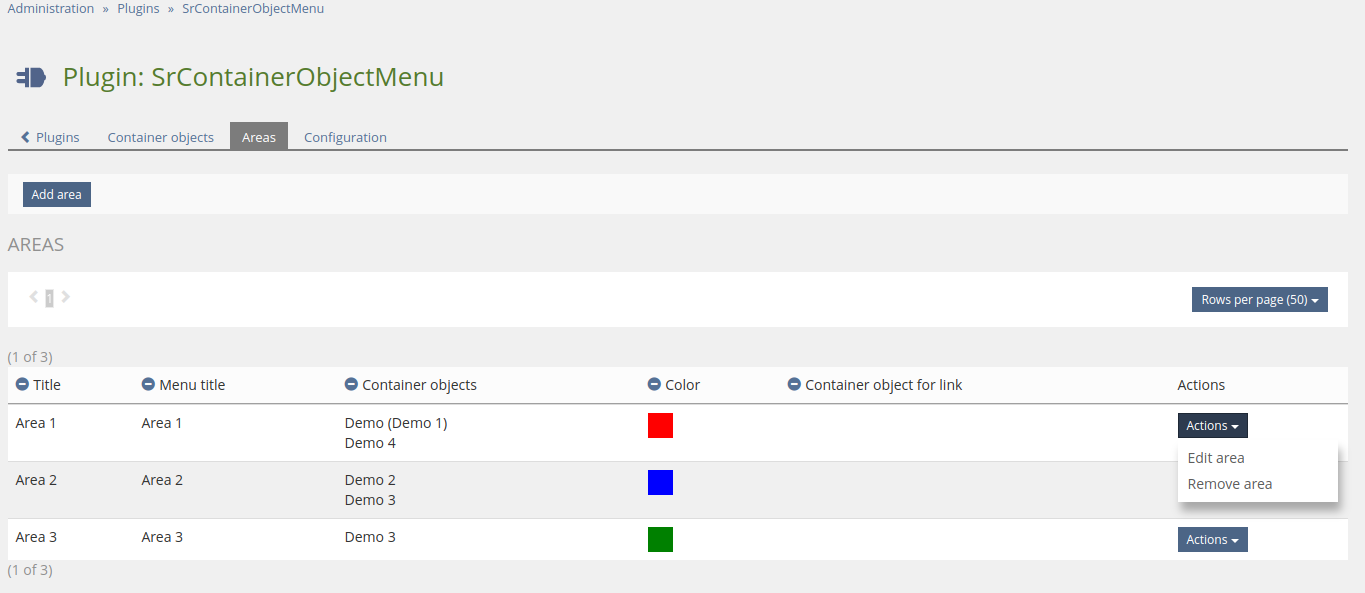 Administration » Plugins » SrContainerObjectMenu
Plugin: SrContainerObjectMenu
Plugins Container objects Areas Configuration
Add area
AREAS
1 Rows per page (50)
(1 of 3)
Title Menu title Container objects Color Container object for link Actions
Area 1 Area 1 Demo (Demo 1) Actions
Demo 4
Edit area
Area 2 Area 2 Demo 2 Remove area
Demo 3
Area 3 Area 3 Demo 3 Actions
(1 of 3)